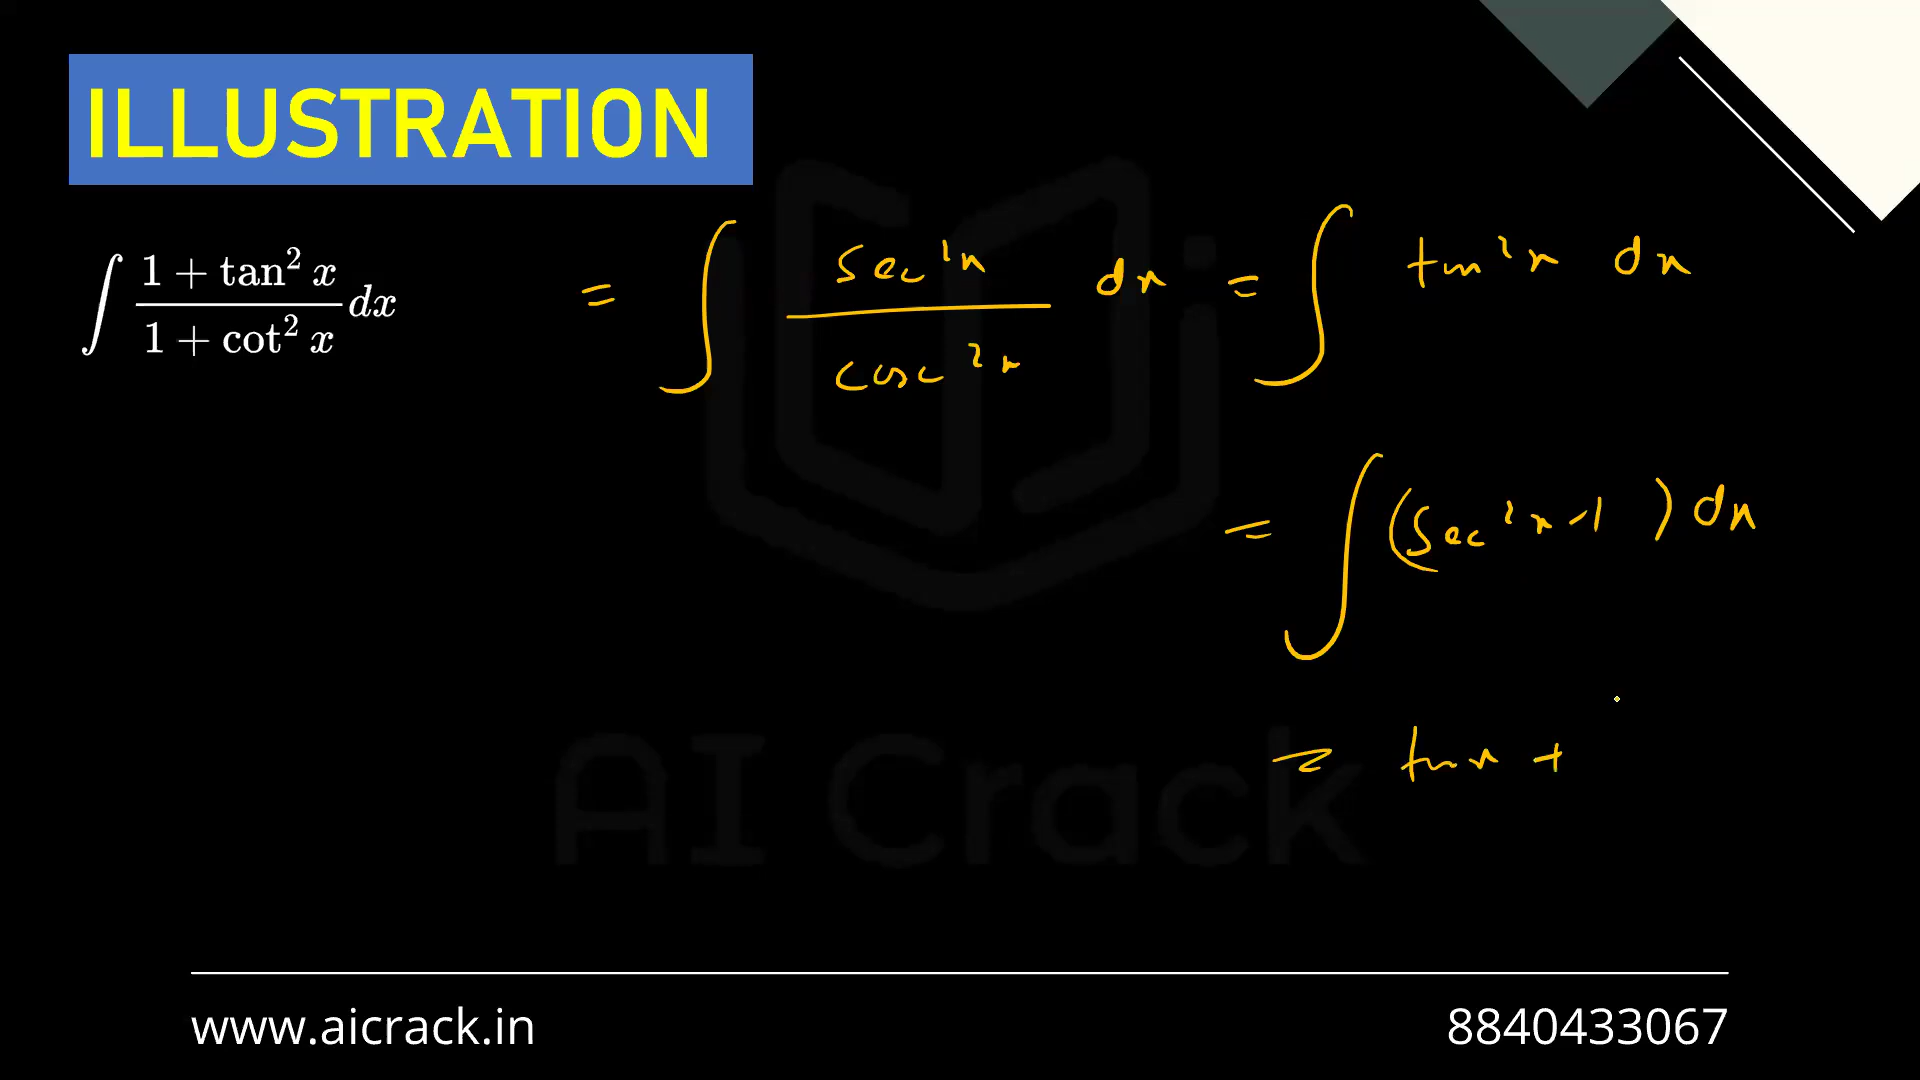 ILLUSTRATION
∫ (1 + tan² x)/(1 + cot² x) dx = ∫ sec²x/cosc²x dx = ∫ tan²x dx
= ∫ (sec²x-1) dx
= tanx +
AI Crack
www.aicrack.in
8840433067